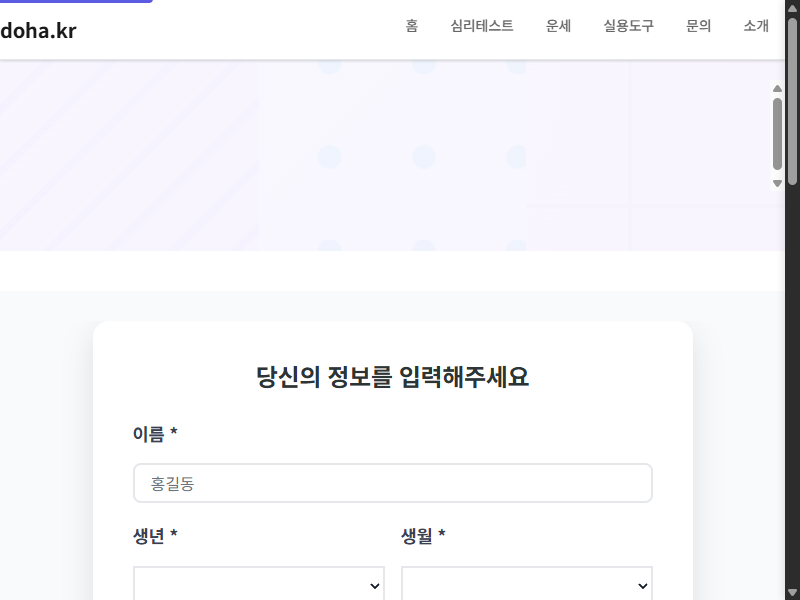 doha.kr
홈 심리테스트 운세 실용도구 문의 소개
당신의 정보를 입력해주세요
이름 *
홍길동
생년 * 생월 *